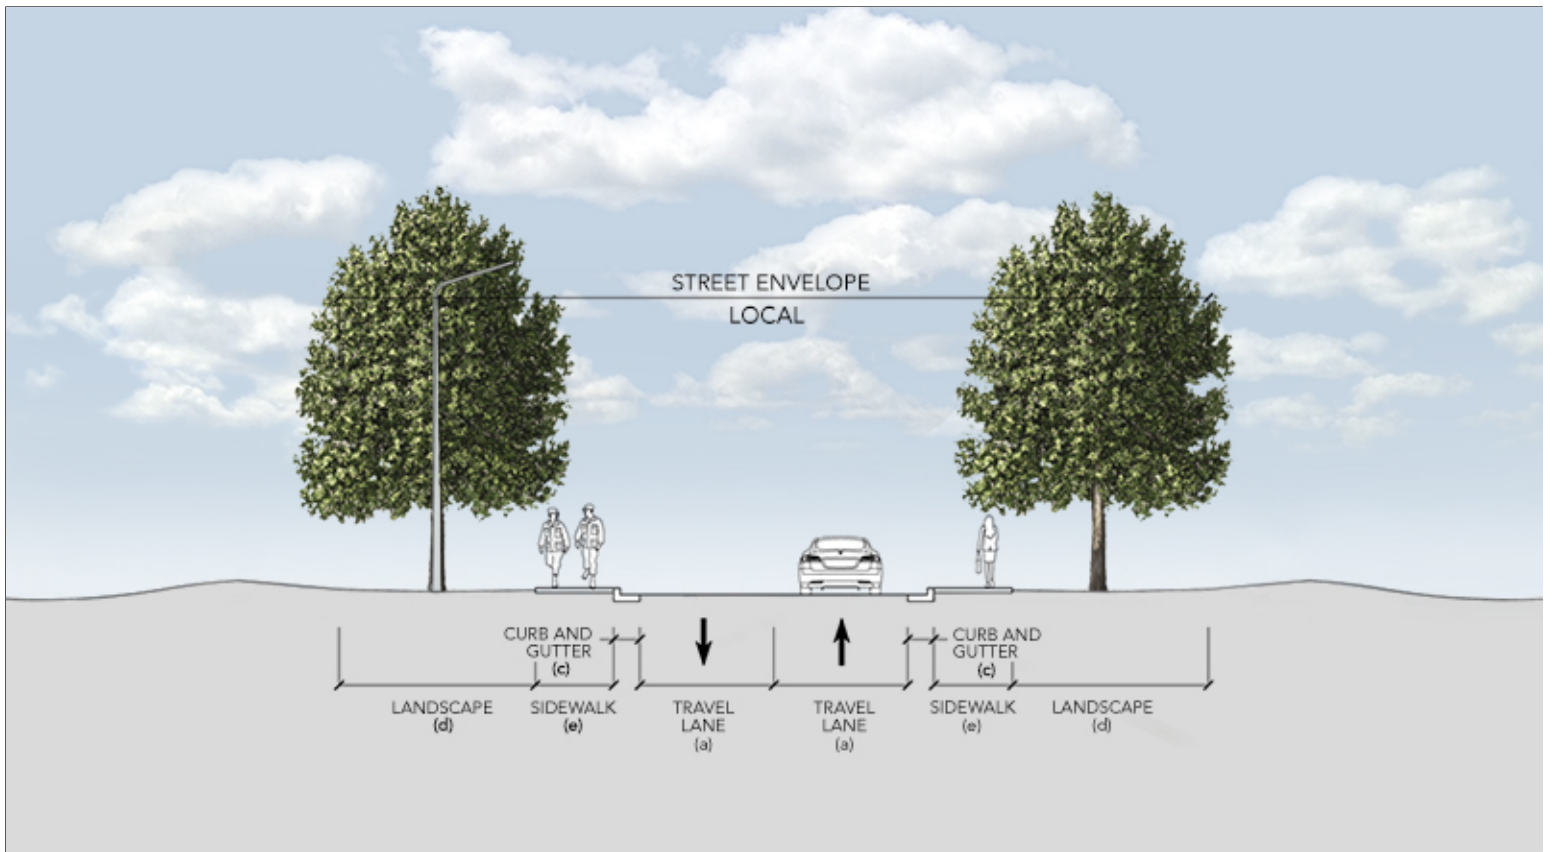 STREET ENVELOPE
LOCAL
CURB AND
GUTTER
(c)
CURB AND
GUTTER
(c)
LANDSCAPE
(d)
SIDEWALK
(e)
TRAVEL
LANE
(a)
TRAVEL
LANE
(a)
SIDEWALK
(e)
LANDSCAPE
(d)